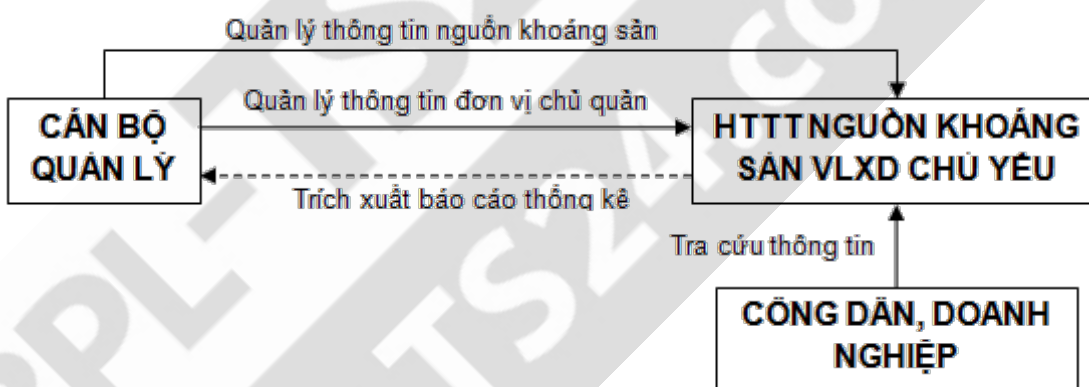 Quản lý thông tin nguồn khoáng sản
Quản lý thông tin đơn vị chủ quản
CÁN BỘ
QUẢN LÝ
HTTT NGUỒN KHOÁNG
SẢN VLXD CHỦ YẾU
Trích xuất báo cáo thống kê
Tra cứu thông tin
CÔNG DÂN, DOANH
NGHIỆP